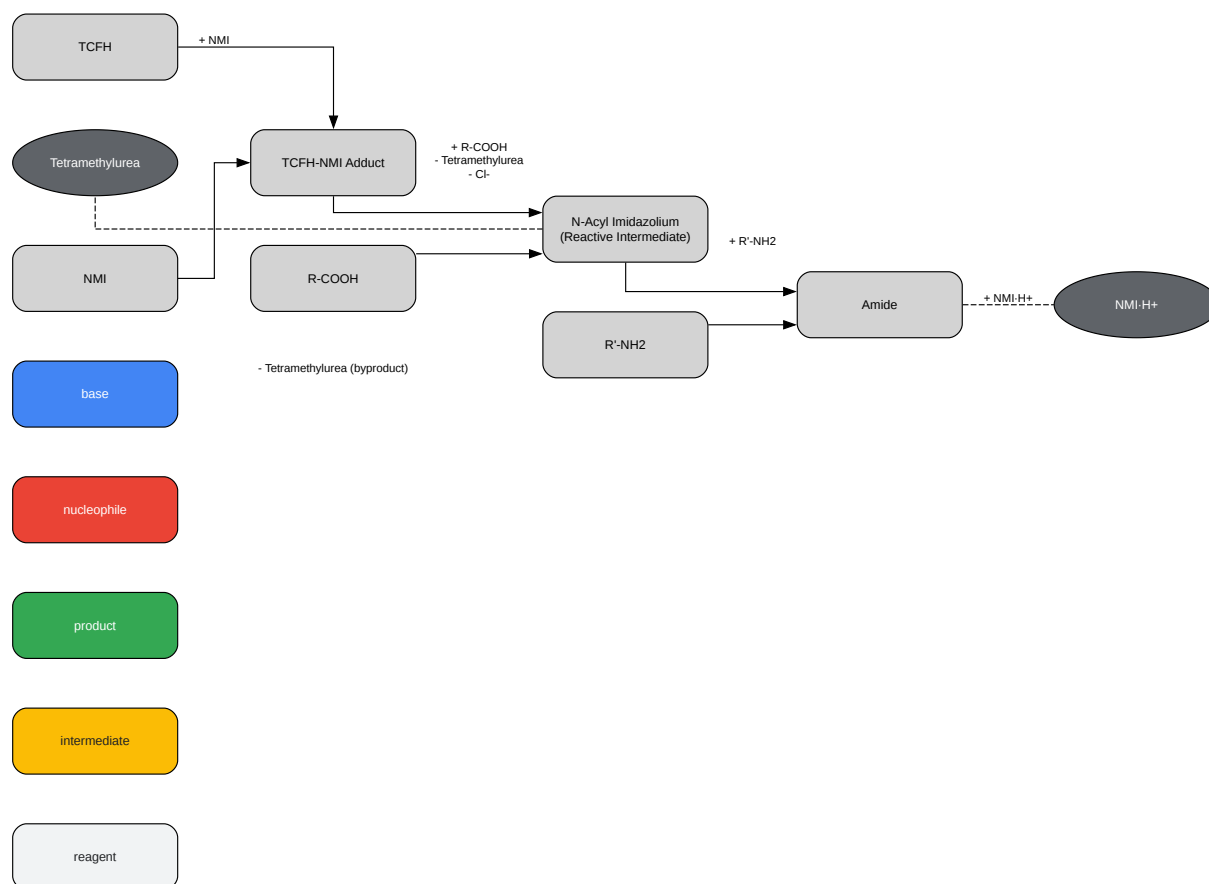 TCFH
+ NMI
Tetramethylurea
TCFH-NMI Adduct
+ R-COOH
- Tetramethylurea
- Cl-
N-Acyl Imidazolium
(Reactive Intermediate)
+ R'-NH2
NMI
R-COOH
Amide
+ NMI·H+
NMI·H+
R'-NH2
- Tetramethylurea (byproduct)
base
nucleophile
product
intermediate
reagent